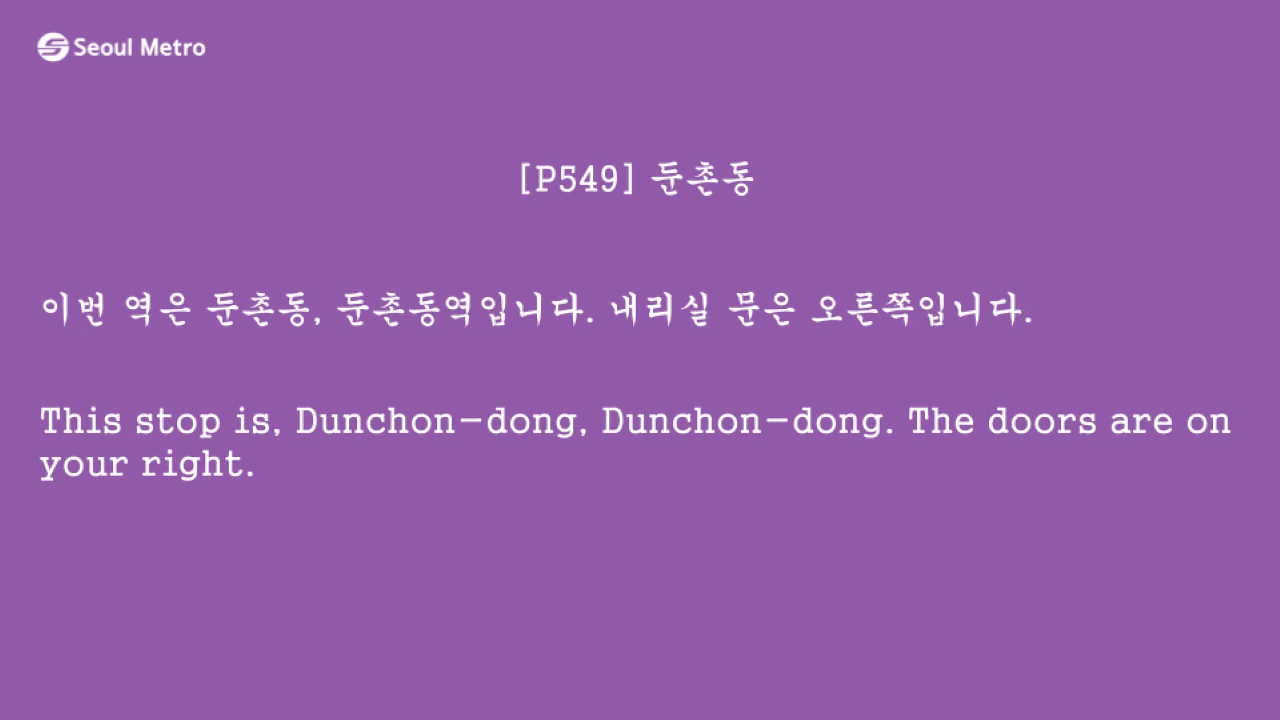 Seoul Metro
[P549] 둔촌동
이번 역은 둔촌동, 둔촌동역입니다. 내리실 문은 오른쪽입니다.
This stop is, Dunchon-dong, Dunchon-dong. The doors are on
your right.